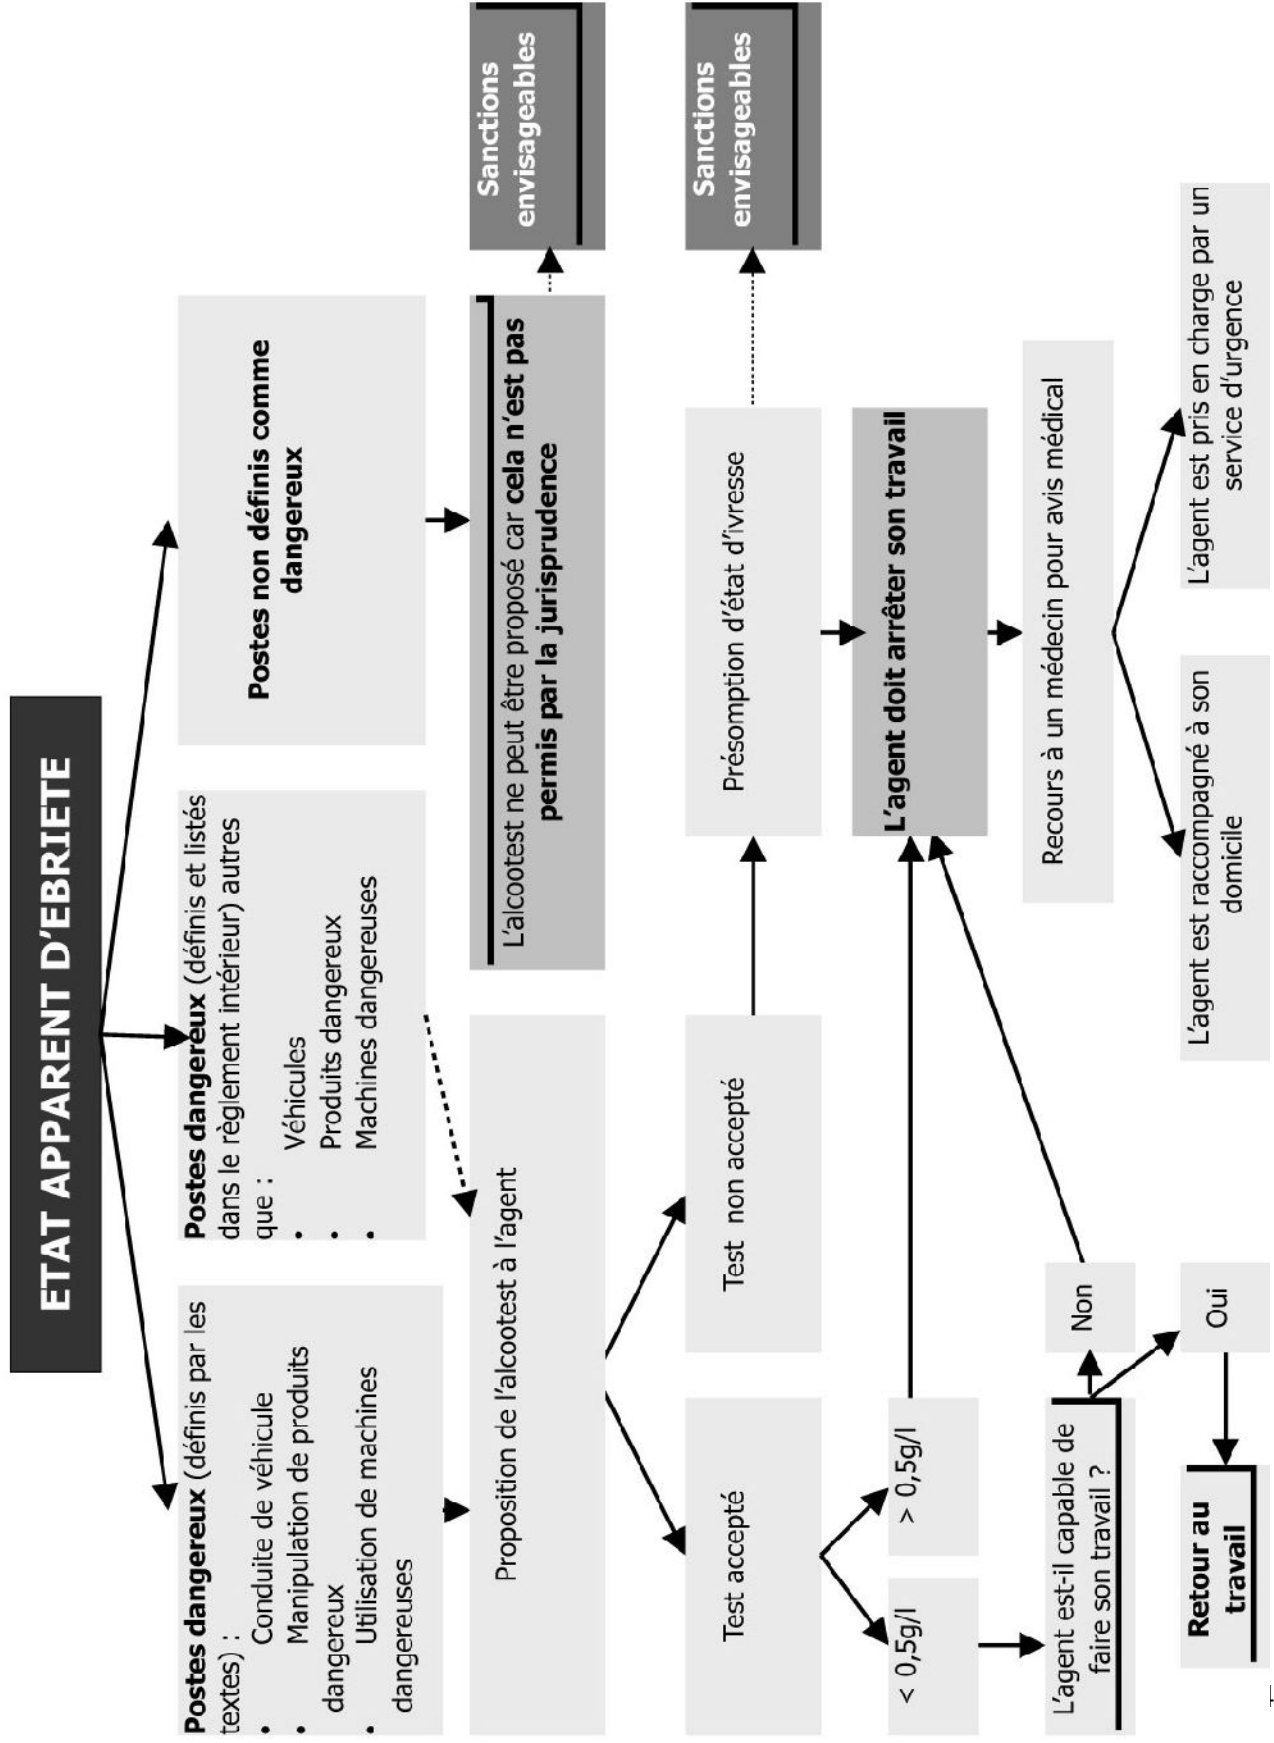 ETAT APPARENT D'EBRIETE
Postes dangereux (définis par les
textes) :
• Conduite de véhicule
• Manipulation de produits
dangereux
• Utilisation de machines
dangereuses
Postes dangereux (définis et listés
dans le règlement intérieur) autres
que :
• Véhicules
• Produits dangereux
• Machines dangereuses
Postes non définis comme
dangereux
Proposition de l'alcootest à l'agent
L'alcootest ne peut être proposé car cela n'est pas
permis par la jurisprudence
Sanctions
envisageables
Test accepté
Test non accepté
Présomption d'état d'ivresse
Sanctions
envisageables
< 0,5g/l
> 0,5g/l
L'agent doit arrêter son travail
L'agent est-il capable de
faire son travail ?
Non
Recours à un médecin pour avis médical
Retour au
travail
Oui
L'agent est raccompagné à son
domicile
L'agent est pris en charge par un
service d'urgence